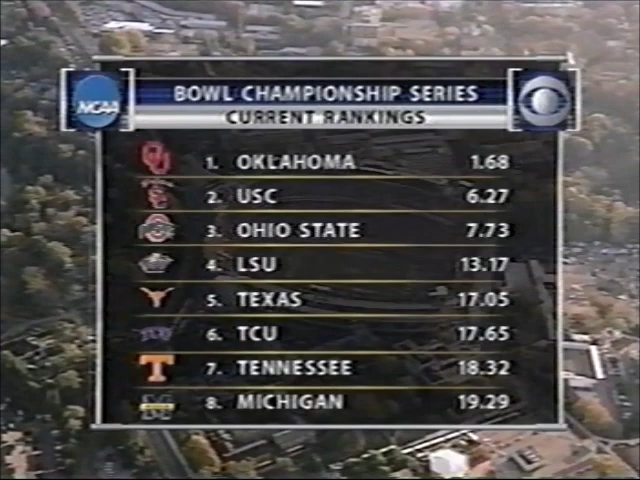 NCAA
BOWL CHAMPIONSHIP SERIES
CURRENT RANKINGS
1. OKLAHOMA 1.68
2. USC 6.27
3. OHIO STATE 7.73
4. LSU 13.17
5. TEXAS 17.05
6. TCU 17.65
7. TENNESSEE 18.32
8. MICHIGAN 19.29